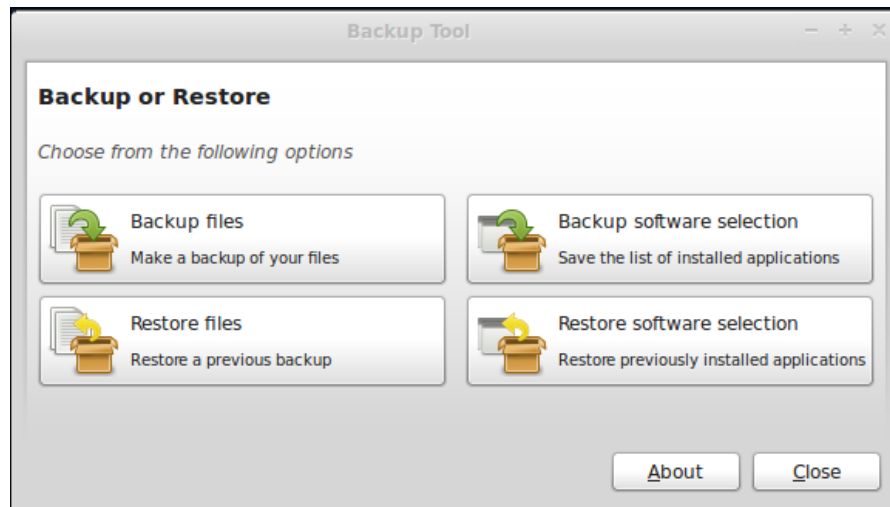 Backup Tool
Backup or Restore
Choose from the following options
Backup files
Make a backup of your files
Backup software selection
Save the list of installed applications
Restore files
Restore a previous backup
Restore software selection
Restore previously installed applications
About
Close